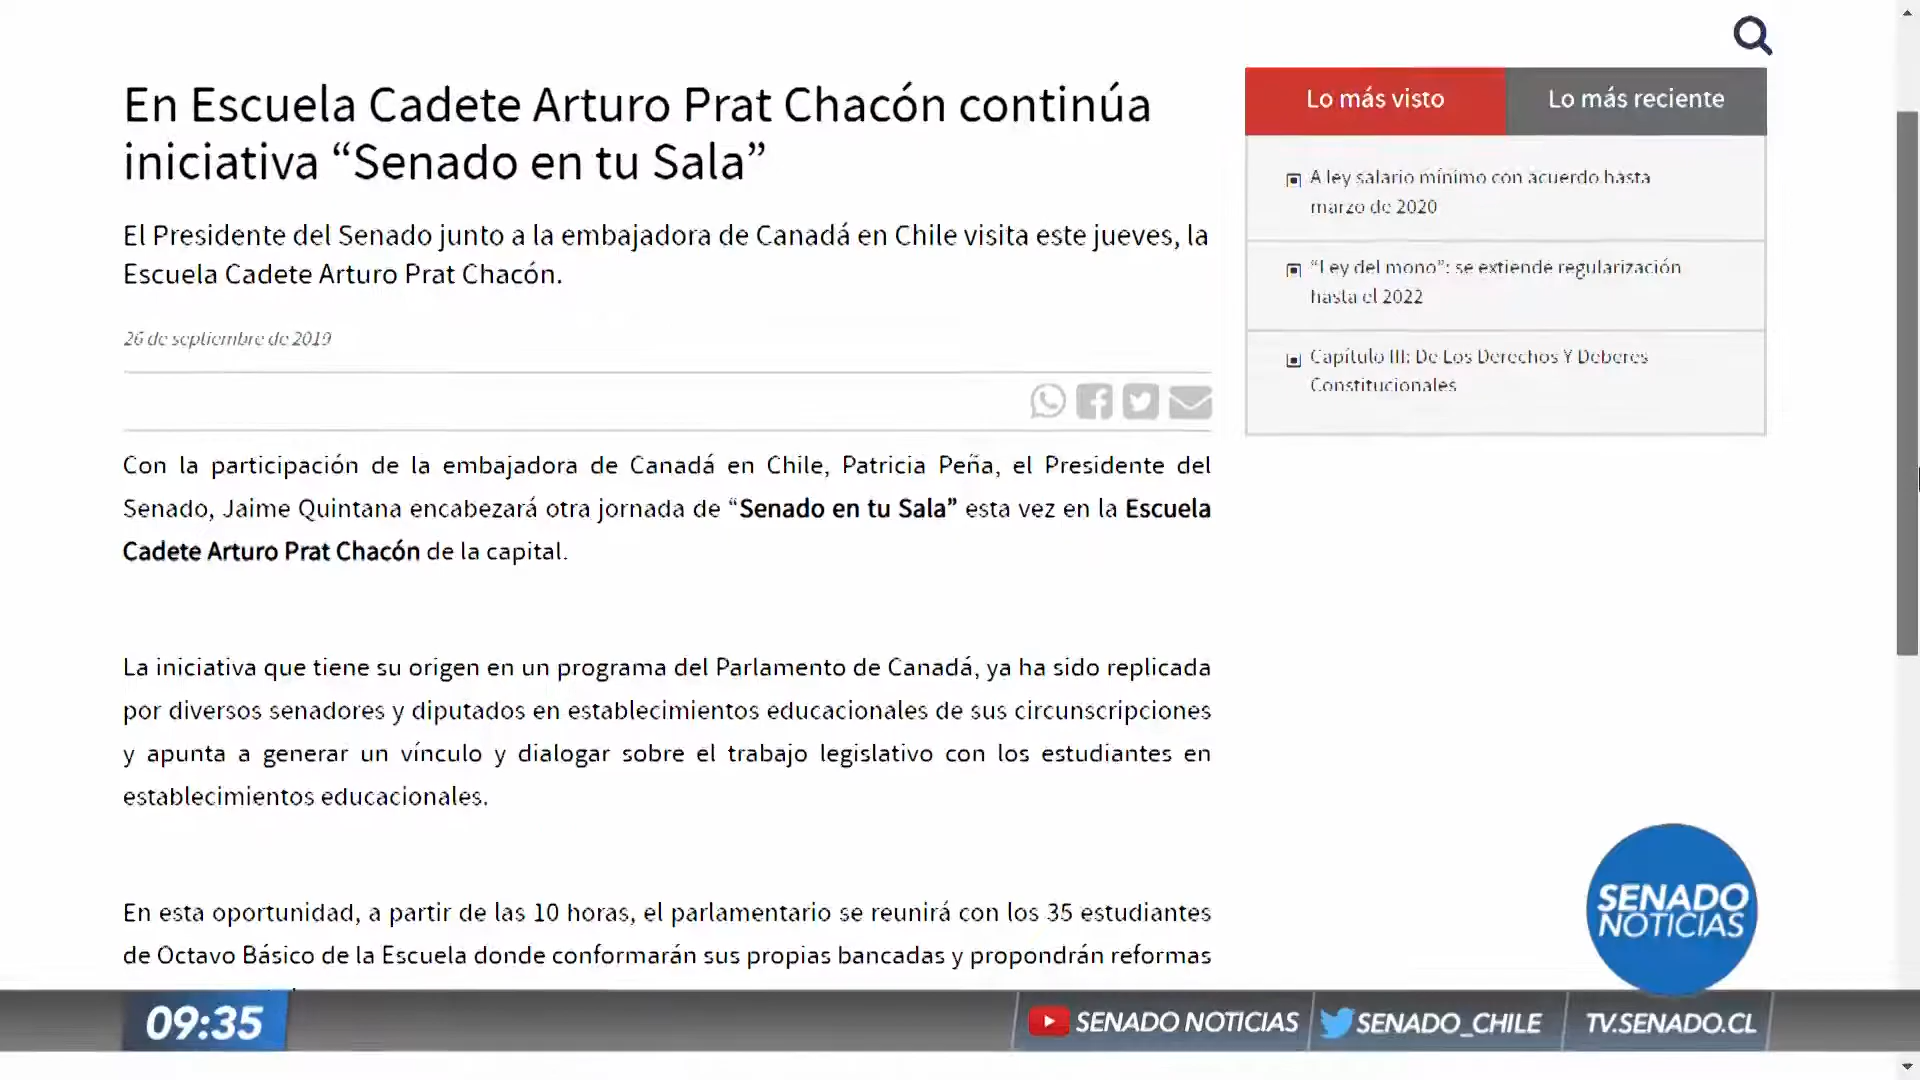 En Escuela Cadete Arturo Prat Chacón continúa
iniciativa “Senado en tu Sala”
El Presidente del Senado junto a la embajadora de Canadá en Chile visita este jueves, la
Escuela Cadete Arturo Prat Chacón.
26 de septiembre de 2019
Con la participación de la embajadora de Canadá en Chile, Patricia Peña, el Presidente del
Senado, Jaime Quintana encabezará otra jornada de “Senado en tu Sala” esta vez en la Escuela
Cadete Arturo Prat Chacón de la capital.
La iniciativa que tiene su origen en un programa del Parlamento de Canadá, ya ha sido replicada
por diversos senadores y diputados en establecimientos educacionales de sus circunscripciones
y apunta a generar un vínculo y dialogar sobre el trabajo legislativo con los estudiantes en
establecimientos educacionales.
En esta oportunidad, a partir de las 10 horas, el parlamentario se reunirá con los 35 estudiantes
de Octavo Básico de la Escuela donde conformarán sus propias bancadas y propondrán reformas
Lo más visto
Lo más reciente
A ley salario mínimo con acuerdo hasta
marzo de 2020
“Ley del mono”: se extiende regularización
hasta el 2022
Capítulo III: De Los Derechos Y Deberes
Constitucionales
SENADO
NOTICIAS
09:35
SENADO NOTICIAS
SENADO_CHILE
TV.SENADO.CL